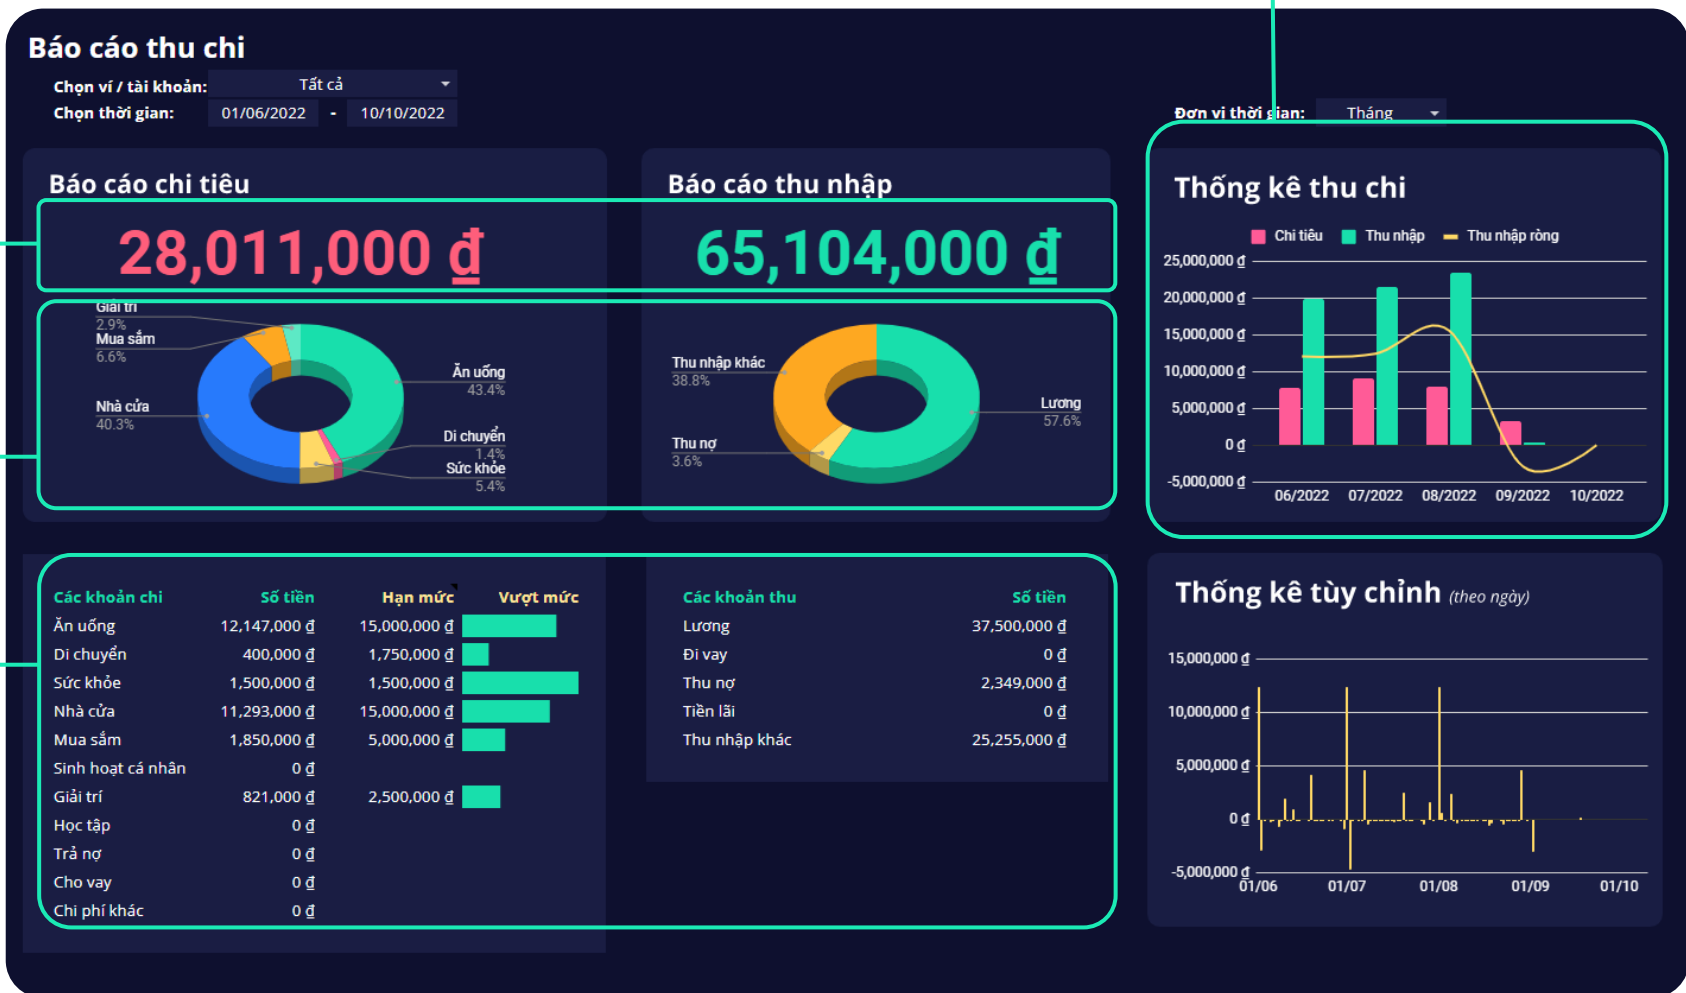 Báo cáo thu chi
Chọn ví / tài khoản: Tất cả
Chọn thời gian: 01/06/2022 - 10/10/2022
Đơn vị thời gian: Tháng
Báo cáo chi tiêu
28,011,000 ₫
Giải trí
2.9%
Mua sắm
6.6%
Nhà cửa
40.3%
Ăn uống
43.4%
Di chuyển
1.4%
Sức khỏe
5.4%
Báo cáo thu nhập
65,104,000 ₫
Thu nhập khác
38.8%
Thu nợ
3.6%
Lương
57.6%
Thống kê thu chi
Chi tiêu Thu nhập Thu nhập ròng
25,000,000 ₫
20,000,000 ₫
15,000,000 ₫
10,000,000 ₫
5,000,000 ₫
0 ₫
-5,000,000 ₫
06/2022 07/2022 08/2022 09/2022 10/2022
Các khoản chi Số tiền Hạn mức Vượt mức
Ăn uống 12,147,000 ₫ 15,000,000 ₫
Di chuyển 400,000 ₫ 1,750,000 ₫
Sức khỏe 1,500,000 ₫ 1,500,000 ₫
Nhà cửa 11,293,000 ₫ 15,000,000 ₫
Mua sắm 1,850,000 ₫ 5,000,000 ₫
Sinh hoạt cá nhân 0 ₫
Giải trí 821,000 ₫ 2,500,000 ₫
Học tập 0 ₫
Trả nợ 0 ₫
Cho vay 0 ₫
Chi phí khác 0 ₫
Các khoản thu Số tiền
Lương 37,500,000 ₫
Đi vay 0 ₫
Thu nợ 2,349,000 ₫
Tiền lãi 0 ₫
Thu nhập khác 25,255,000 ₫
Thống kê tùy chỉnh (theo ngày)
15,000,000 ₫
10,000,000 ₫
5,000,000 ₫
0 ₫
-5,000,000 ₫
01/06 01/07 01/08 01/09 01/10